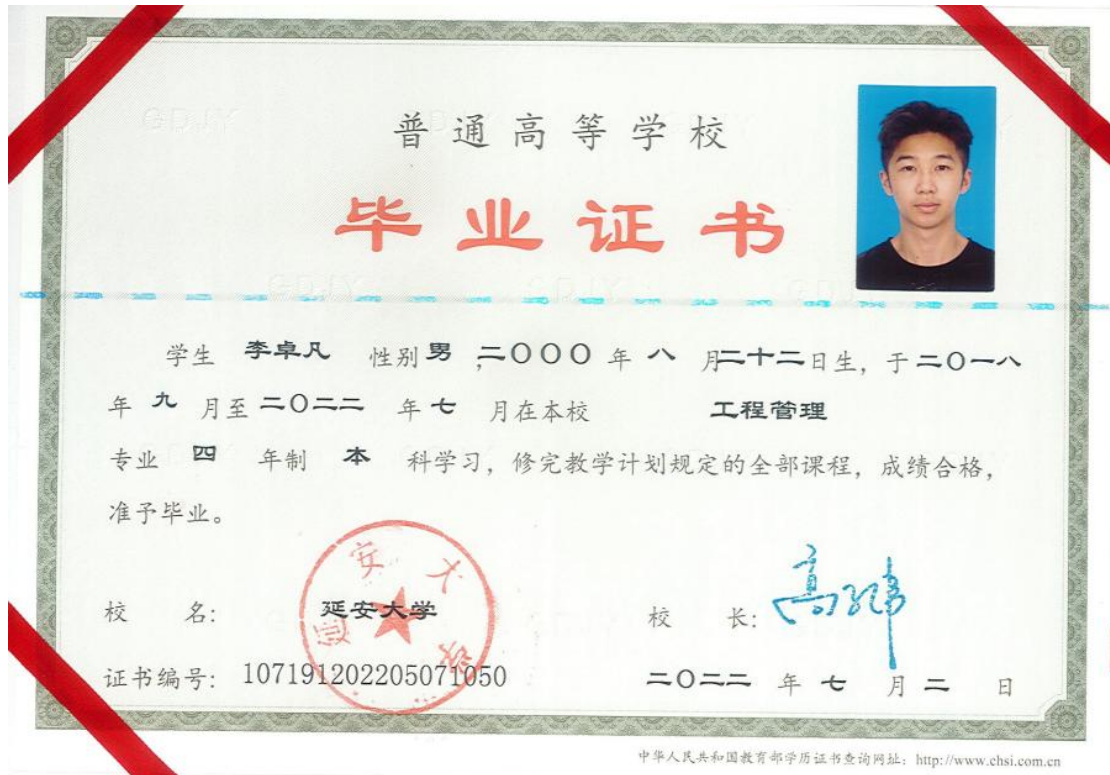 普通高等学校
毕业证书
学生 李卓凡 性别 男 , 二〇〇〇 年 八 月二十二日生, 于二〇一八
年 九 月至 二〇二二 年 七 月在本校 工程管理
专业 四 年制 本 科学习, 修完教学计划规定的全部课程, 成绩合格,
准予毕业。
延安大学
校 名: 延安大学 校 长:
证书编号: 107191202205071050 二〇二二 年 七 月 二 日
中华人民共和国教育部学历证书查询网址: http://www.chsi.com.cn